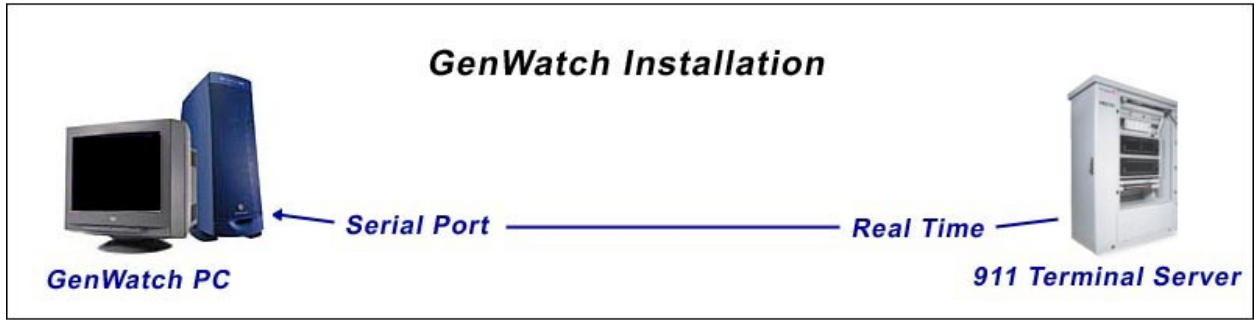 GenWatch Installation
Serial Port
Real Time
GenWatch PC
911 Terminal Server